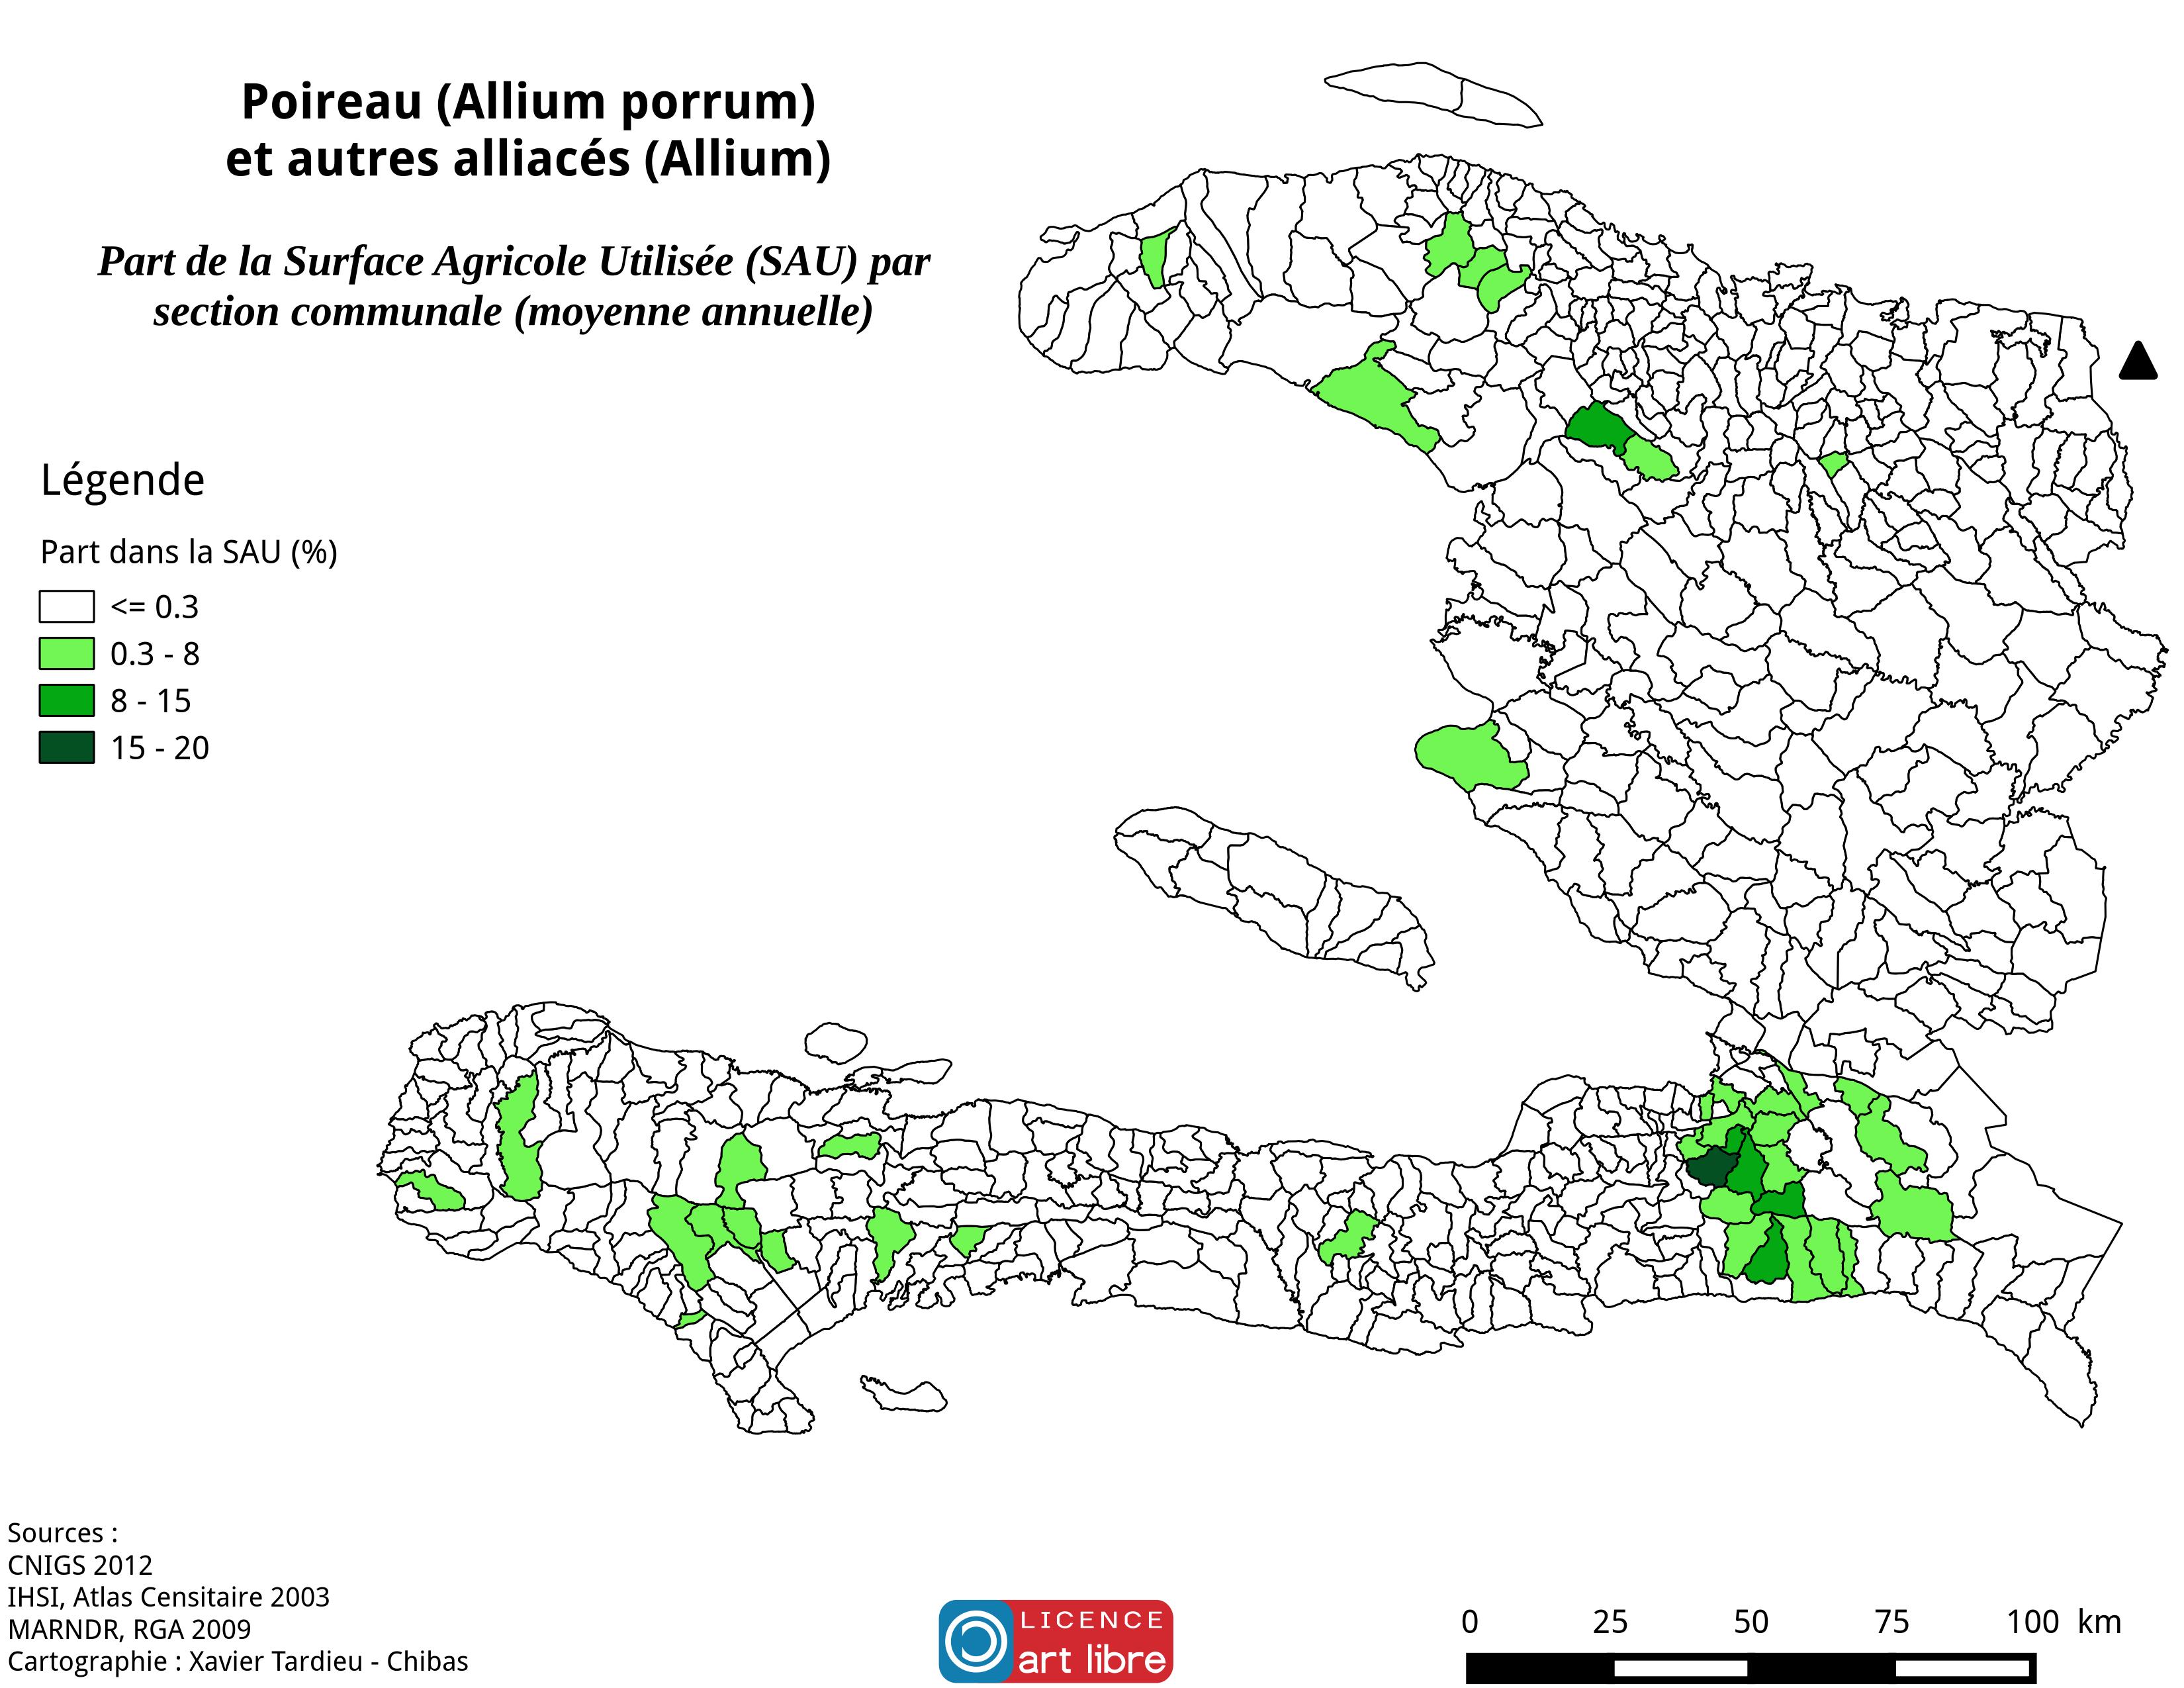 Poireau (Allium porrum)
et autres alliacés (Allium)
Part de la Surface Agricole Utilisée (SAU) par
section communale (moyenne annuelle)
Légende
Part dans la SAU (%)
<= 0.3
0.3 - 8
8 - 15
15 - 20
Sources :
CNIGS 2012
IHSI, Atlas Censitaire 2003
MARNDR, RGA 2009
Cartographie : Xavier Tardieu - Chibas
LICENCE
art libre
0 25 50 75 100 km